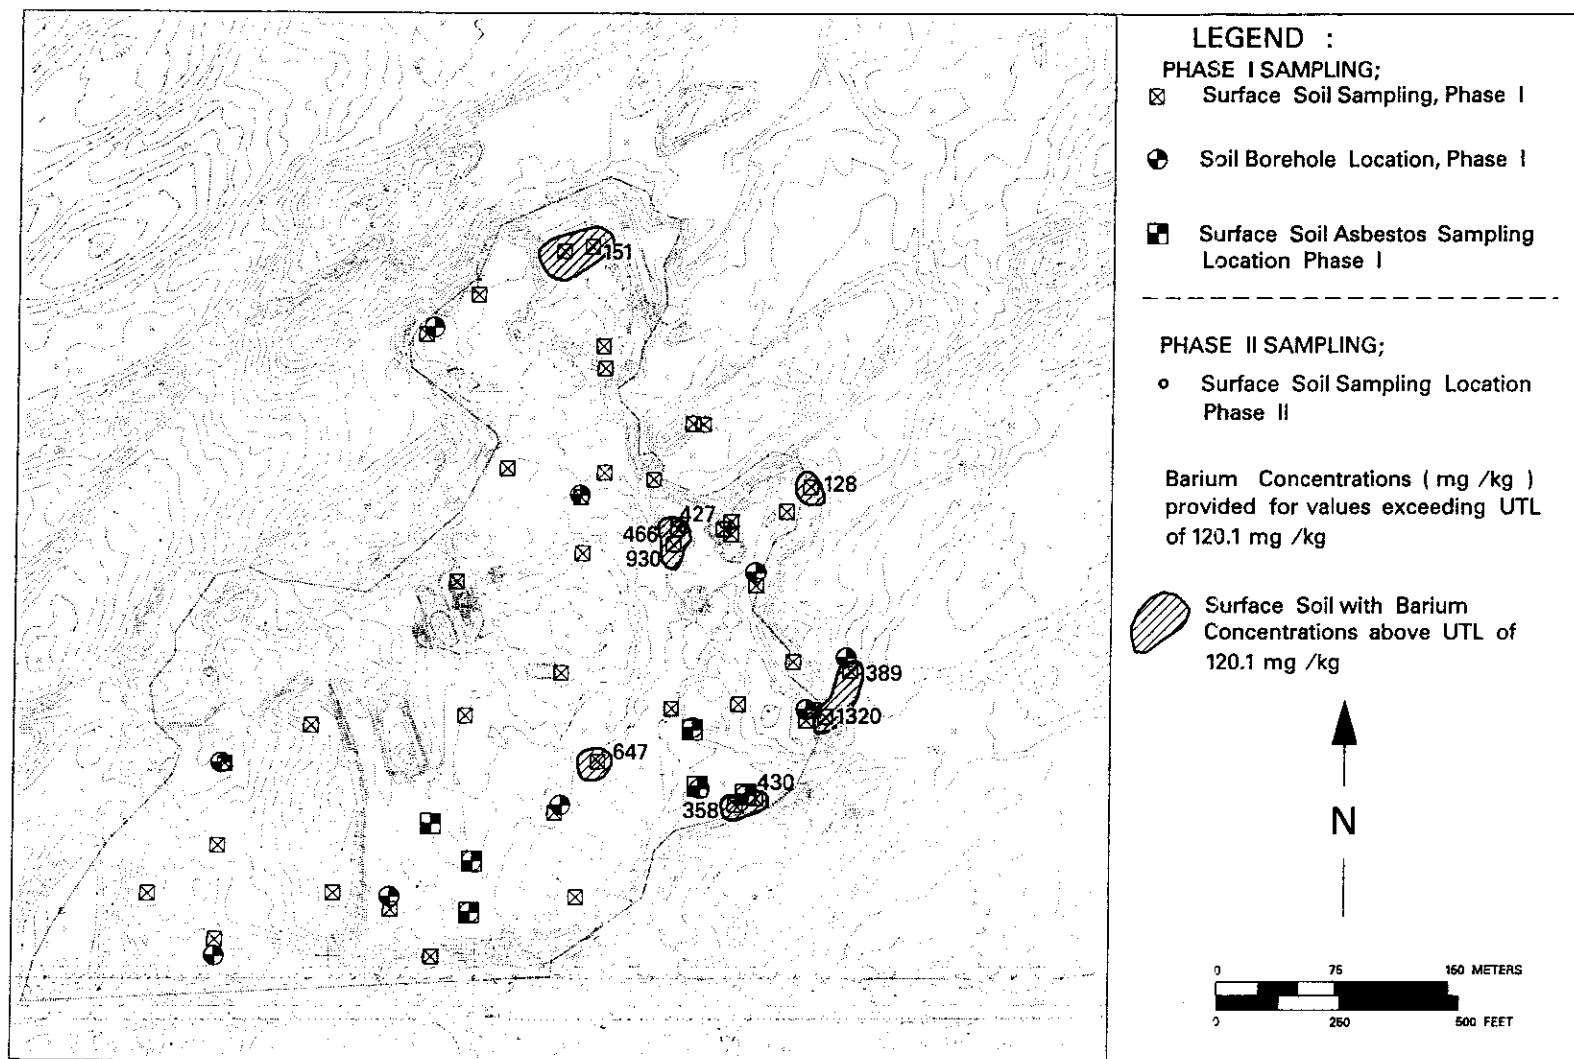 LEGEND :
PHASE I SAMPLING;
Surface Soil Sampling, Phase I
Soil Borehole Location, Phase I
Surface Soil Asbestos Sampling
Location Phase I
PHASE II SAMPLING;
Surface Soil Sampling Location
Phase II
Barium Concentrations ( mg /kg )
provided for values exceeding UTL
of 120.1 mg /kg
Surface Soil with Barium
Concentrations above UTL of
120.1 mg /kg
N
0 75 150 METERS
0 250 500 FEET
151
128
427
466
930
389
1320
647
430
358